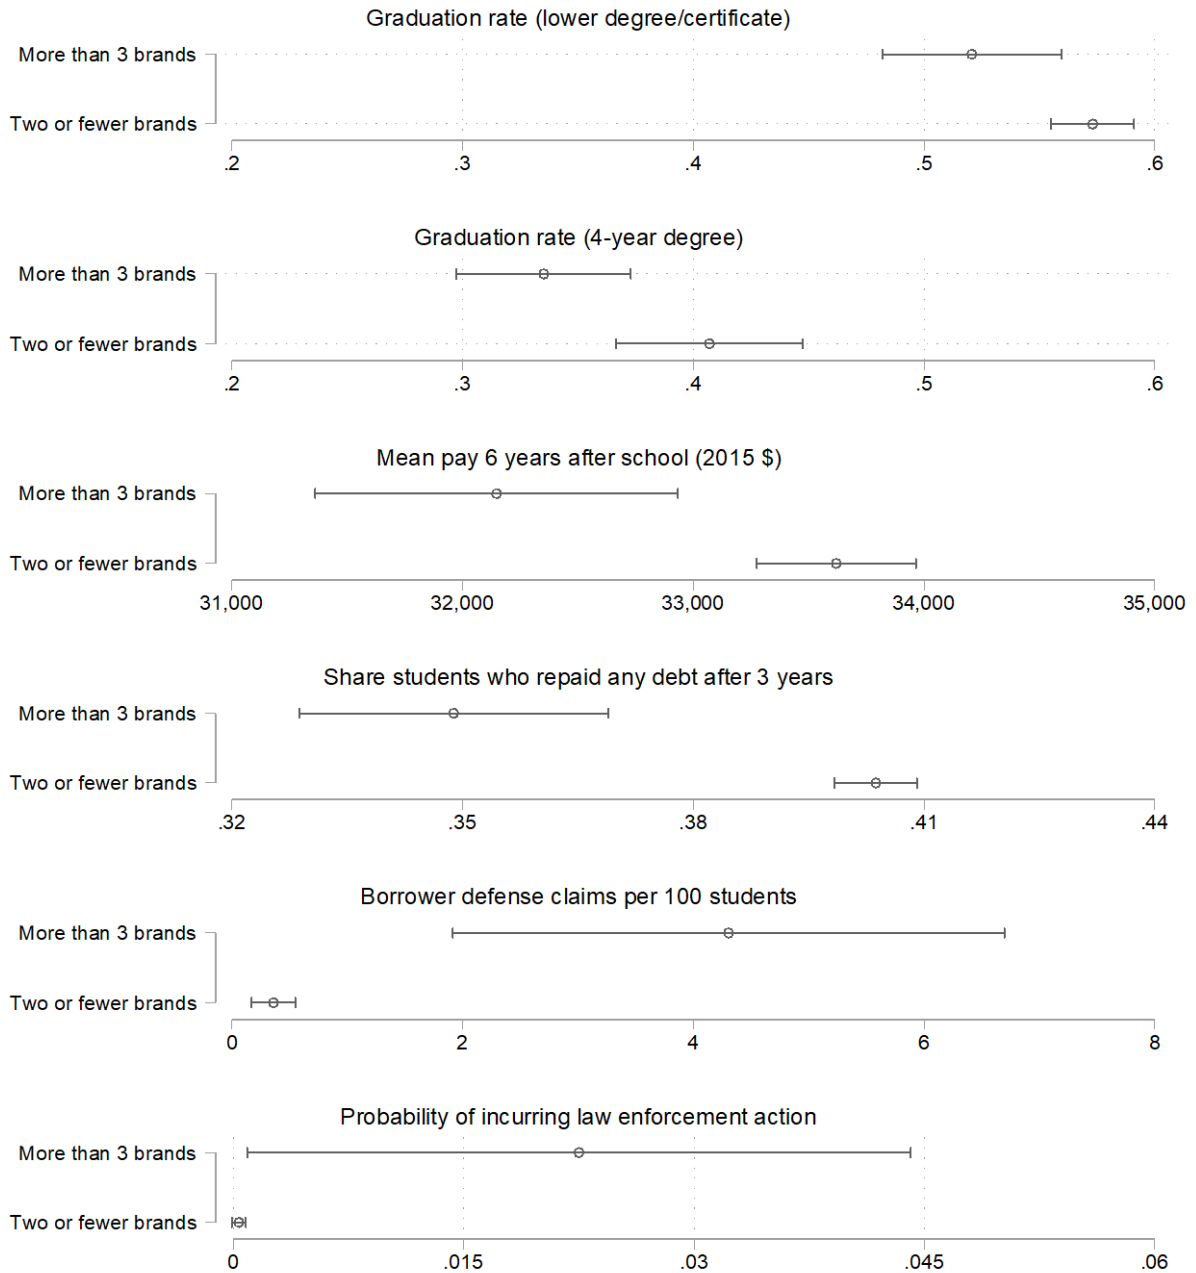 Graduation rate (lower degree/certificate)
More than 3 brands
Two or fewer brands
.2 .3 .4 .5 .6
Graduation rate (4-year degree)
More than 3 brands
Two or fewer brands
.2 .3 .4 .5 .6
Mean pay 6 years after school (2015 $)
More than 3 brands
Two or fewer brands
31,000 32,000 33,000 34,000 35,000
Share students who repaid any debt after 3 years
More than 3 brands
Two or fewer brands
.32 .35 .38 .41 .44
Borrower defense claims per 100 students
More than 3 brands
Two or fewer brands
0 2 4 6 8
Probability of incurring law enforcement action
More than 3 brands
Two or fewer brands
0 .015 .03 .045 .06